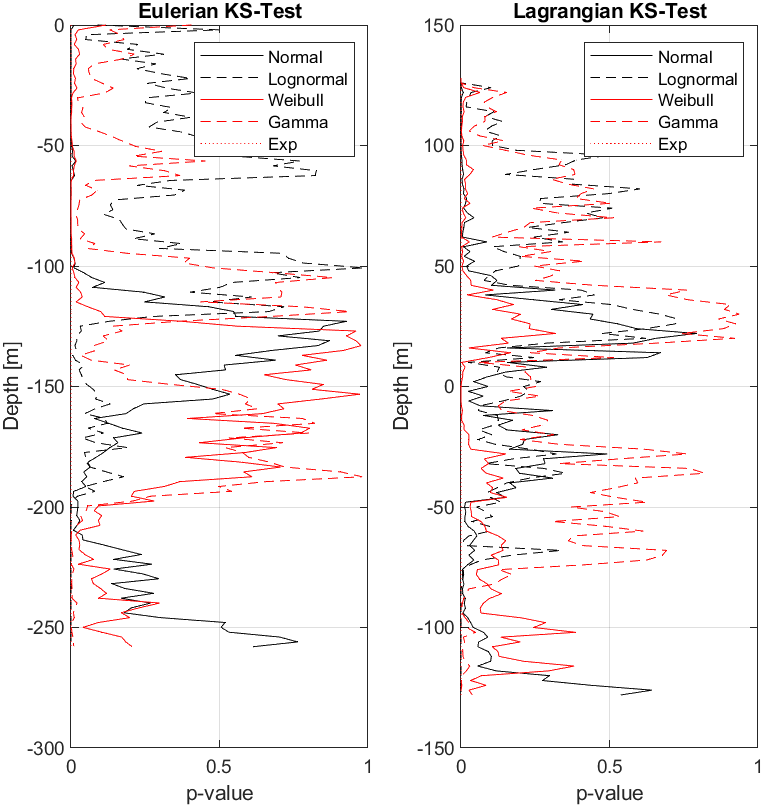 Eulerian KS-Test
0
-50
-100
-150
-200
-250
-300
Depth [m]
0
0.5
1
p-value
Normal
Lognormal
Weibull
Gamma
Exp
Lagrangian KS-Test
150
100
50
0
-50
-100
-150
Depth [m]
0
0.5
1
p-value
Normal
Lognormal
Weibull
Gamma
Exp